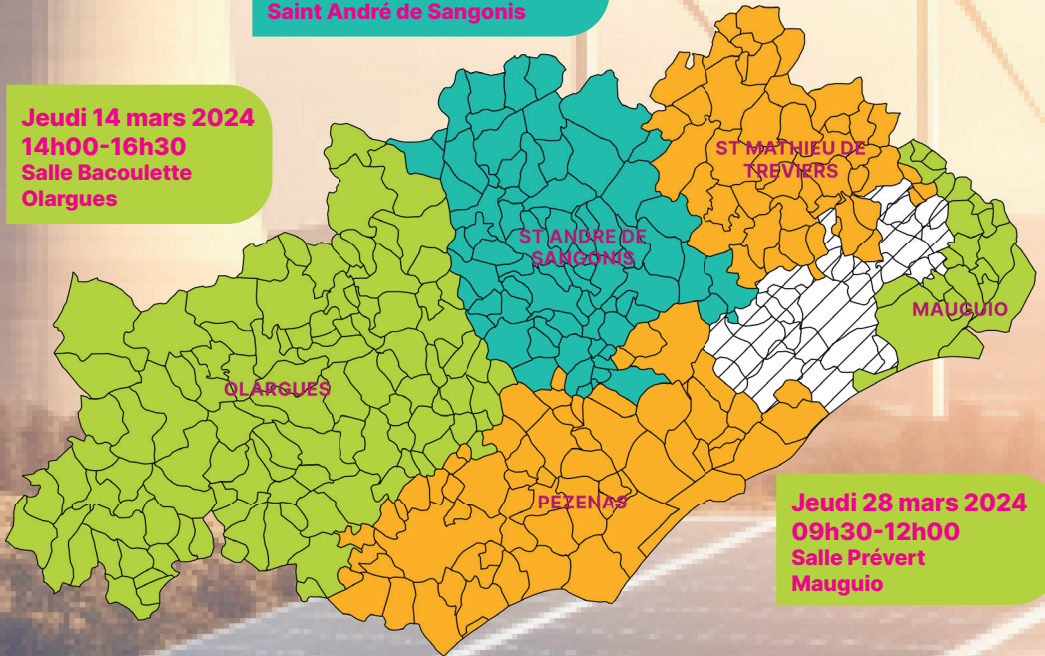 Saint André de Sangonis
Jeudi 14 mars 2024
14h00-16h30
Salle Bacoulette
Olargues
ST MATHIEU DE
TREVIERS
ST ANDRE DE
SANGONIS
MAUGUIO
OLARGUES
PEZENAS
Jeudi 28 mars 2024
09h30-12h00
Salle Prévert
Mauguio